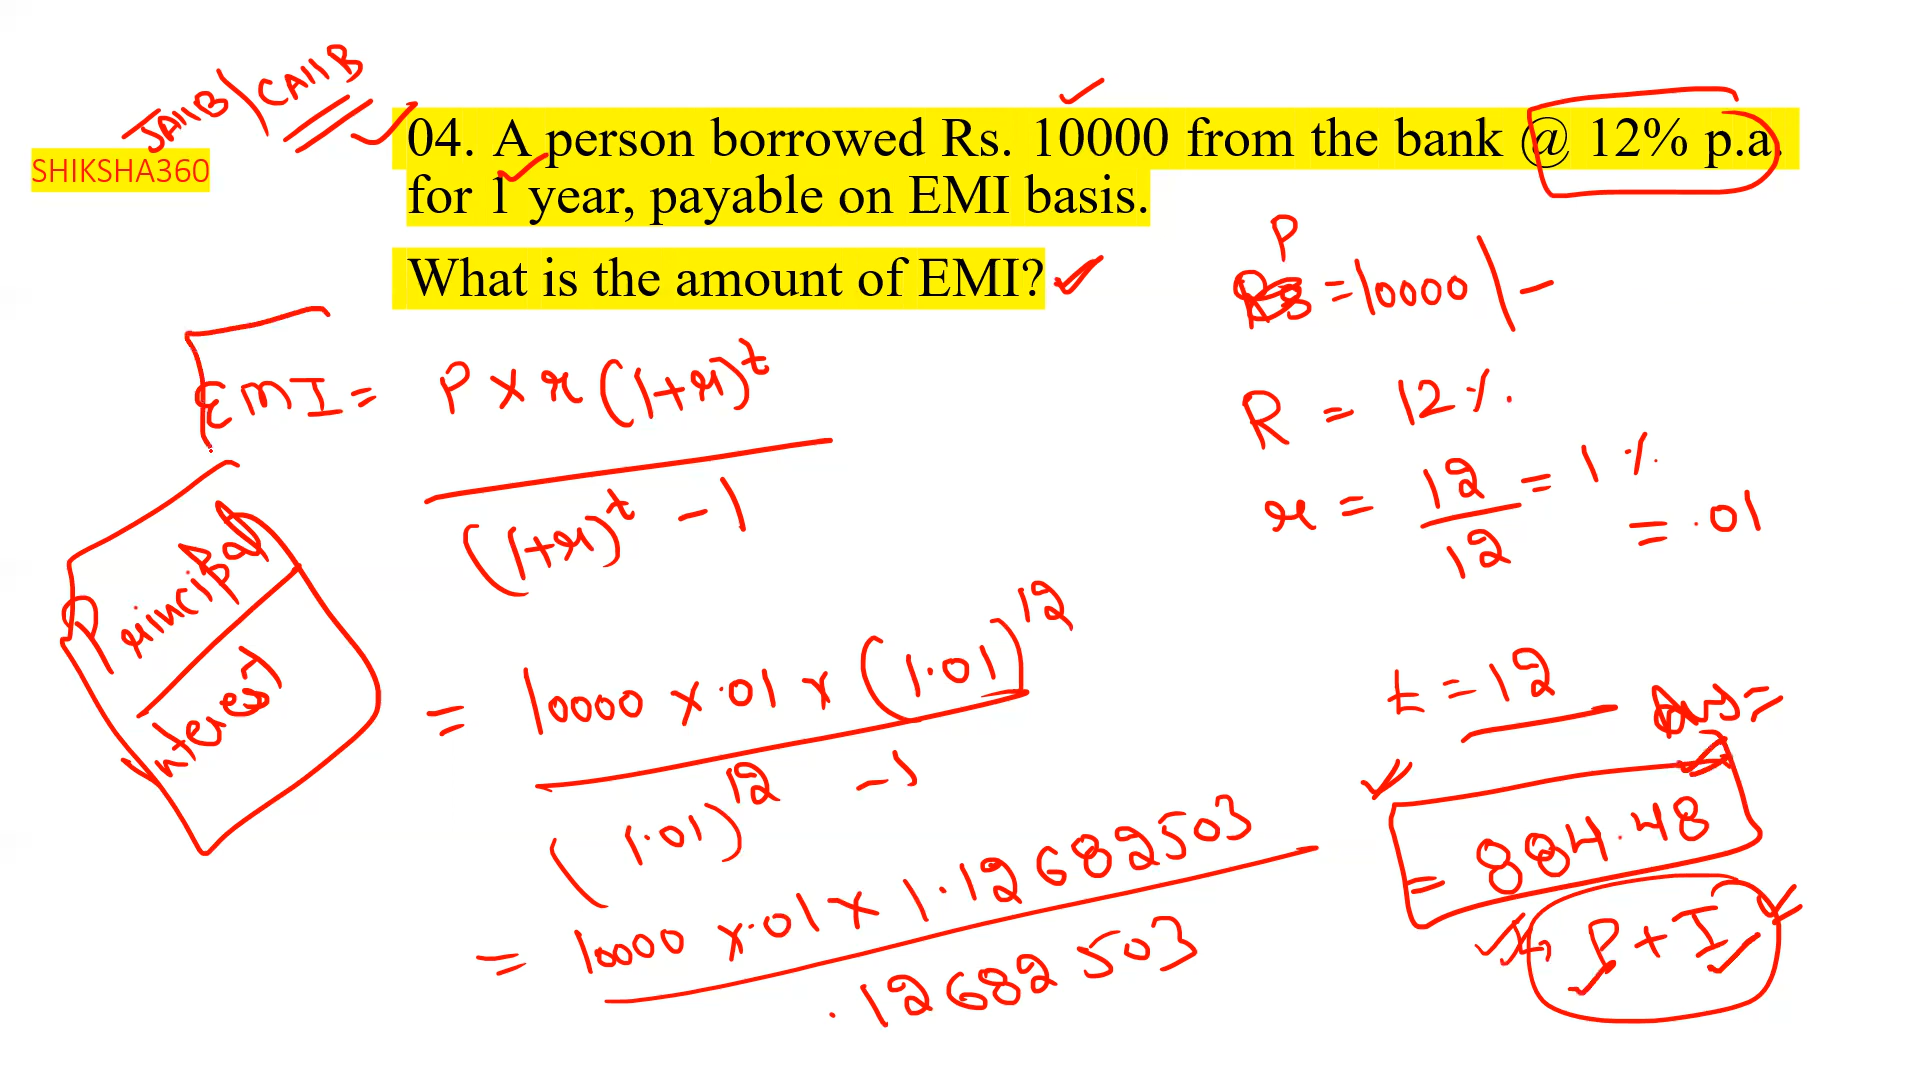 JAIIB/CAIIB
SHIKSHA360
04. A person borrowed Rs. 10000 from the bank @ 12% p.a.
for 1 year, payable on EMI basis.
What is the amount of EMI?
P
= 10000/-
EMI = P × r (1+r)^t
(1+r)^t - 1
R = 12%
r = 12 = 1%
12
= .01
Principal
Interest
= 10000 × .01 × (1.01)^12
(1.01)^12 - 1
t = 12
Ans =
= 10000 × .01 × 1.12682503
.12682503
= 884.48
P + I